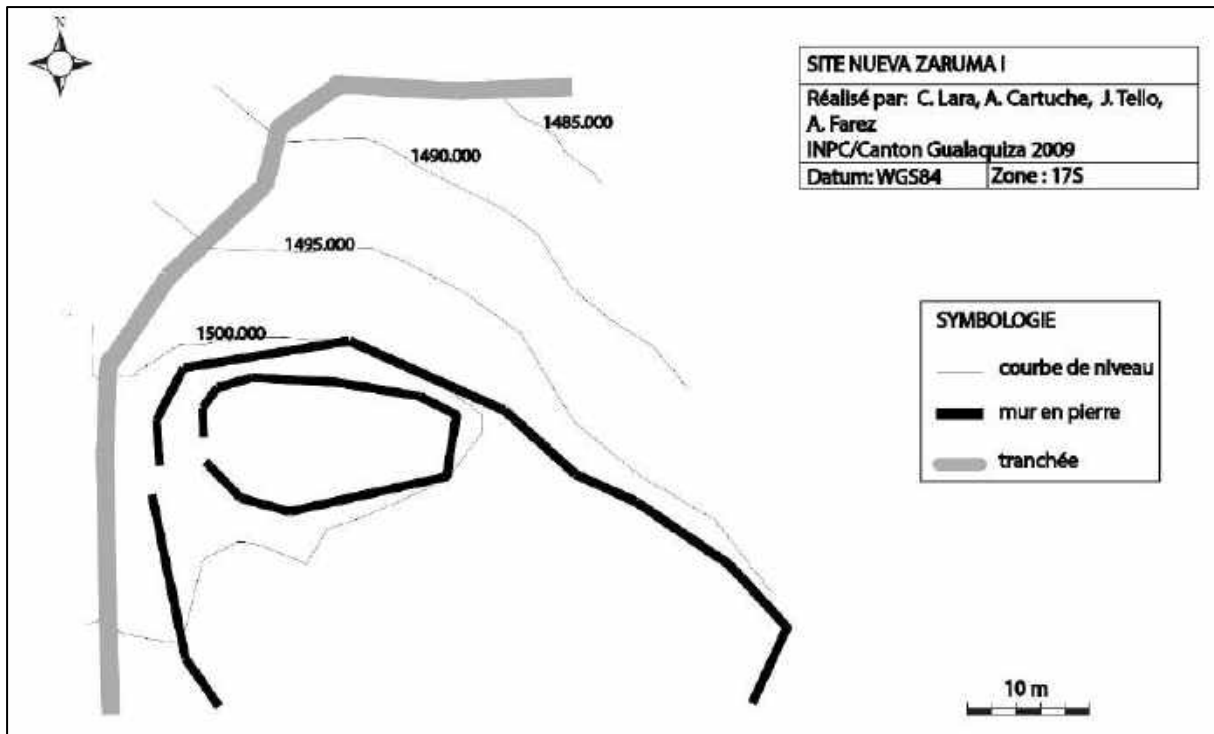 N
SITE NUEVA ZARUMA I
Réalisé par: C. Lara, A. Cartuche, J. Tello,
A. Farez
INPC/Canton Gualaquiza 2009
Datum: WGS84 Zone : 17S
1485.000
1490.000
1495.000
1500.000
SYMBOLOGIE
courbe de niveau
mur en pierre
tranchée
10 m